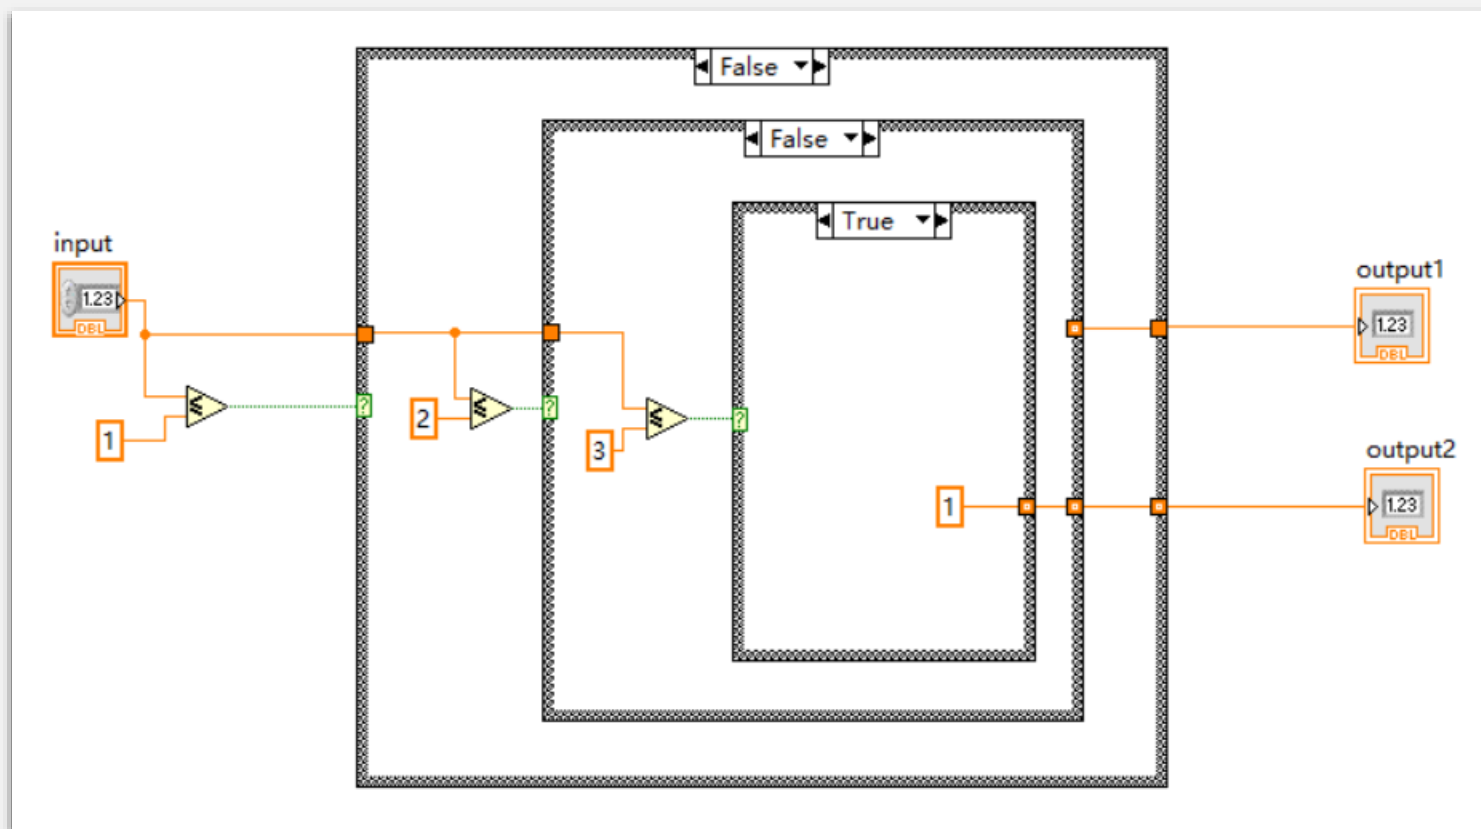 False
False
True
input
1.23
DBL
1
≤
2
≤
3
≤
?
?
?
1
output1
1.23
DBL
output2
1.23
DBL